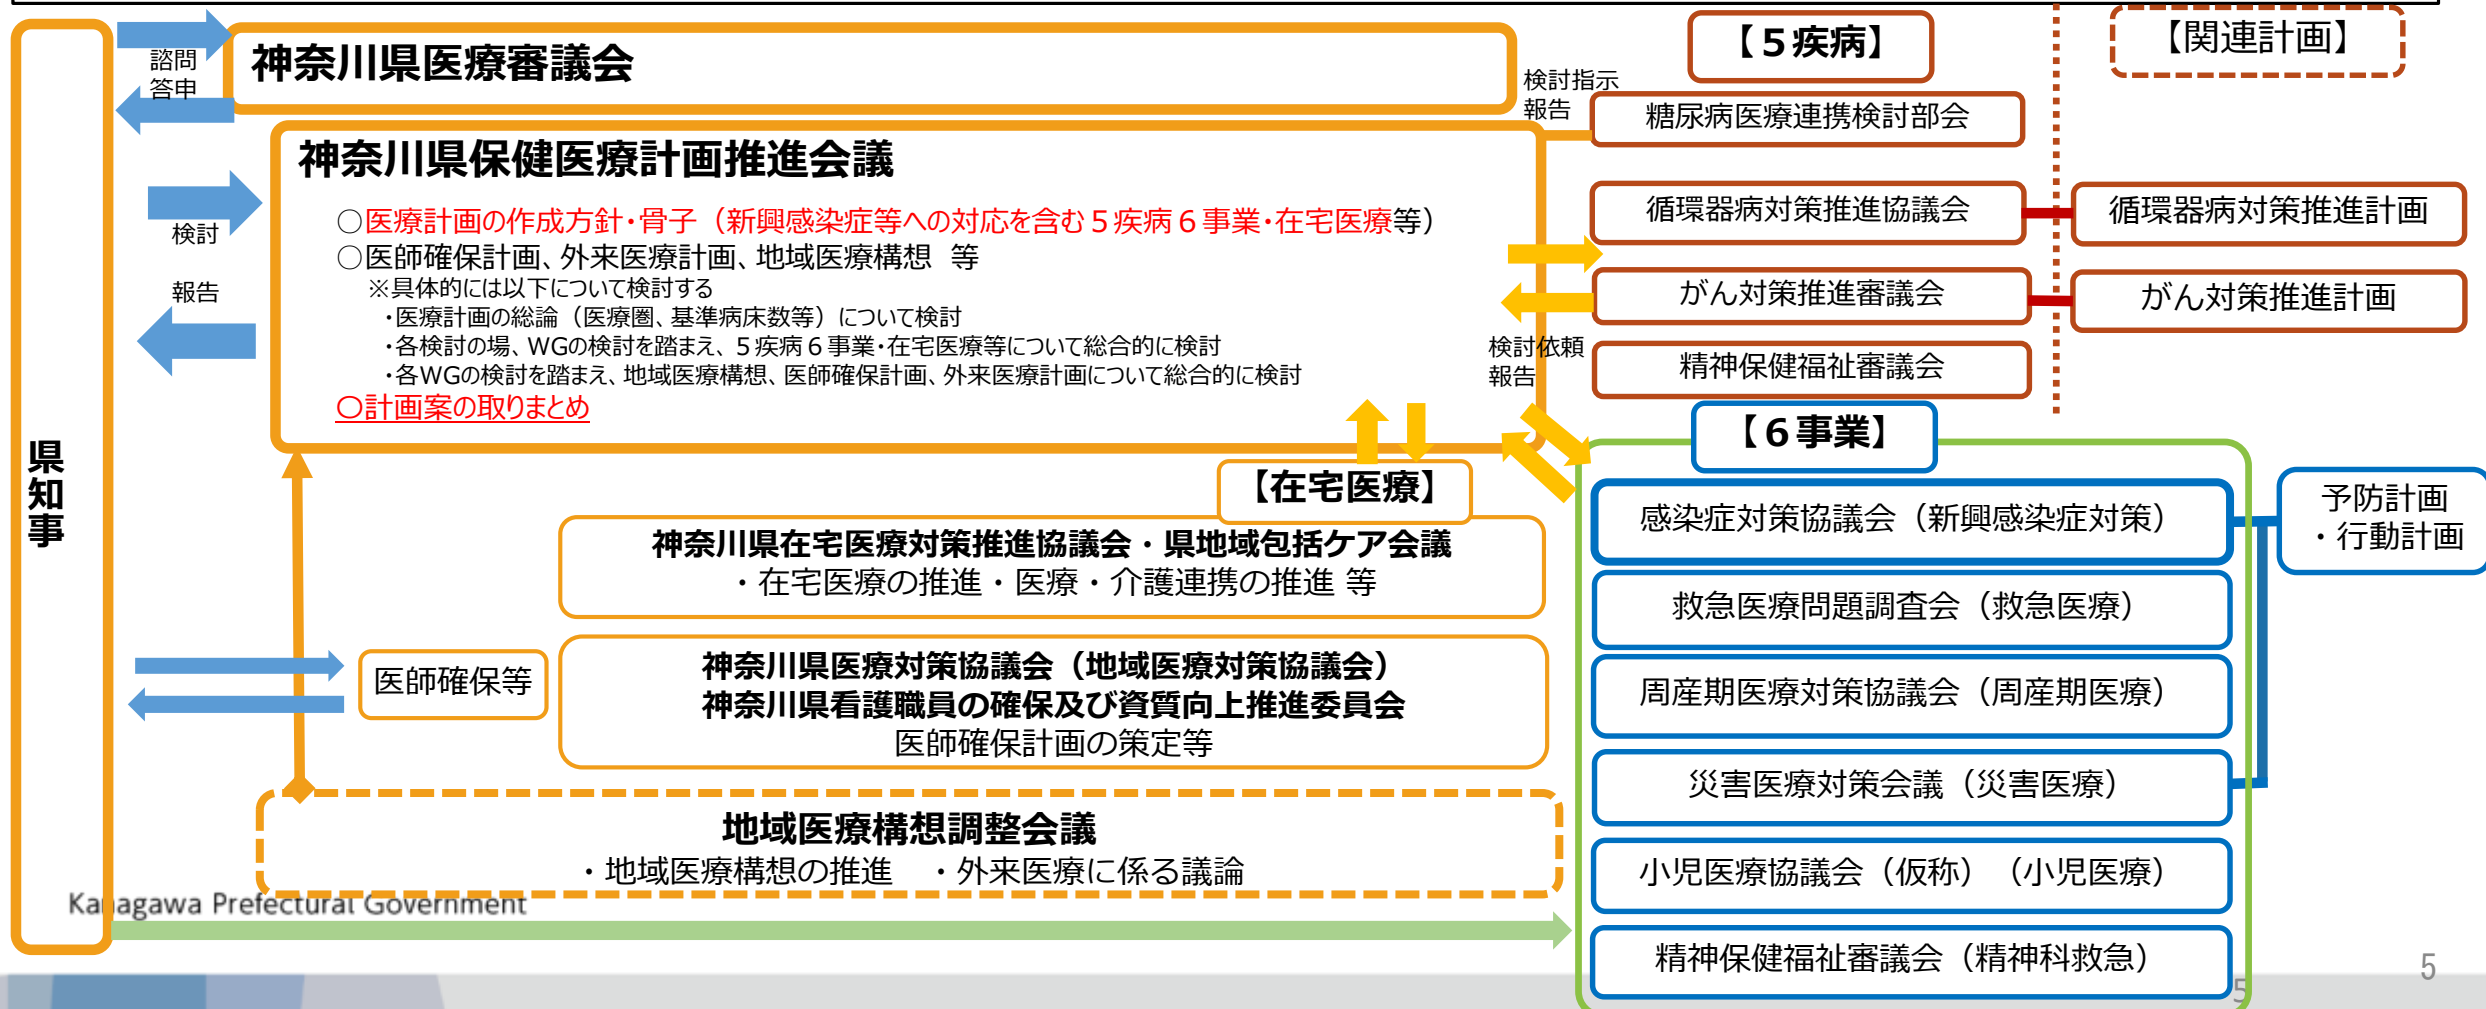 県知事
諮問
答申
検討
報告
神奈川県医療審議会
神奈川県保健医療計画推進会議
○医療計画の作成方針・骨子（新興感染症等への対応を含む５疾病６事業・在宅医療等）
○医師確保計画、外来医療計画、地域医療構想 等
※具体的には以下について検討する
・医療計画の総論（医療圏、基準病床数等）について検討
・各検討の場、WGの検討を踏まえ、５疾病６事業・在宅医療等について総合的に検討
・各WGの検討を踏まえ、地域医療構想、医師確保計画、外来医療計画について総合的に検討
〇計画案の取りまとめ
検討指示
報告
検討依頼
報告
【５疾病】
糖尿病医療連携検討部会
循環器病対策推進協議会
がん対策推進審議会
精神保健福祉審議会
【関連計画】
循環器病対策推進計画
がん対策推進計画
【在宅医療】
神奈川県在宅医療対策推進協議会・県地域包括ケア会議
・在宅医療の推進・医療・介護連携の推進 等
医師確保等
神奈川県医療対策協議会（地域医療対策協議会）
神奈川県看護職員の確保及び資質向上推進委員会
医師確保計画の策定等
地域医療構想調整会議
・地域医療構想の推進　・外来医療に係る議論
【６事業】
感染症対策協議会（新興感染症対策）
救急医療問題調査会（救急医療）
周産期医療対策協議会（周産期医療）
災害医療対策会議（災害医療）
小児医療協議会（仮称）（小児医療）
精神保健福祉審議会（精神科救急）
予防計画
・行動計画
Kanagawa Prefectural Government
5
5